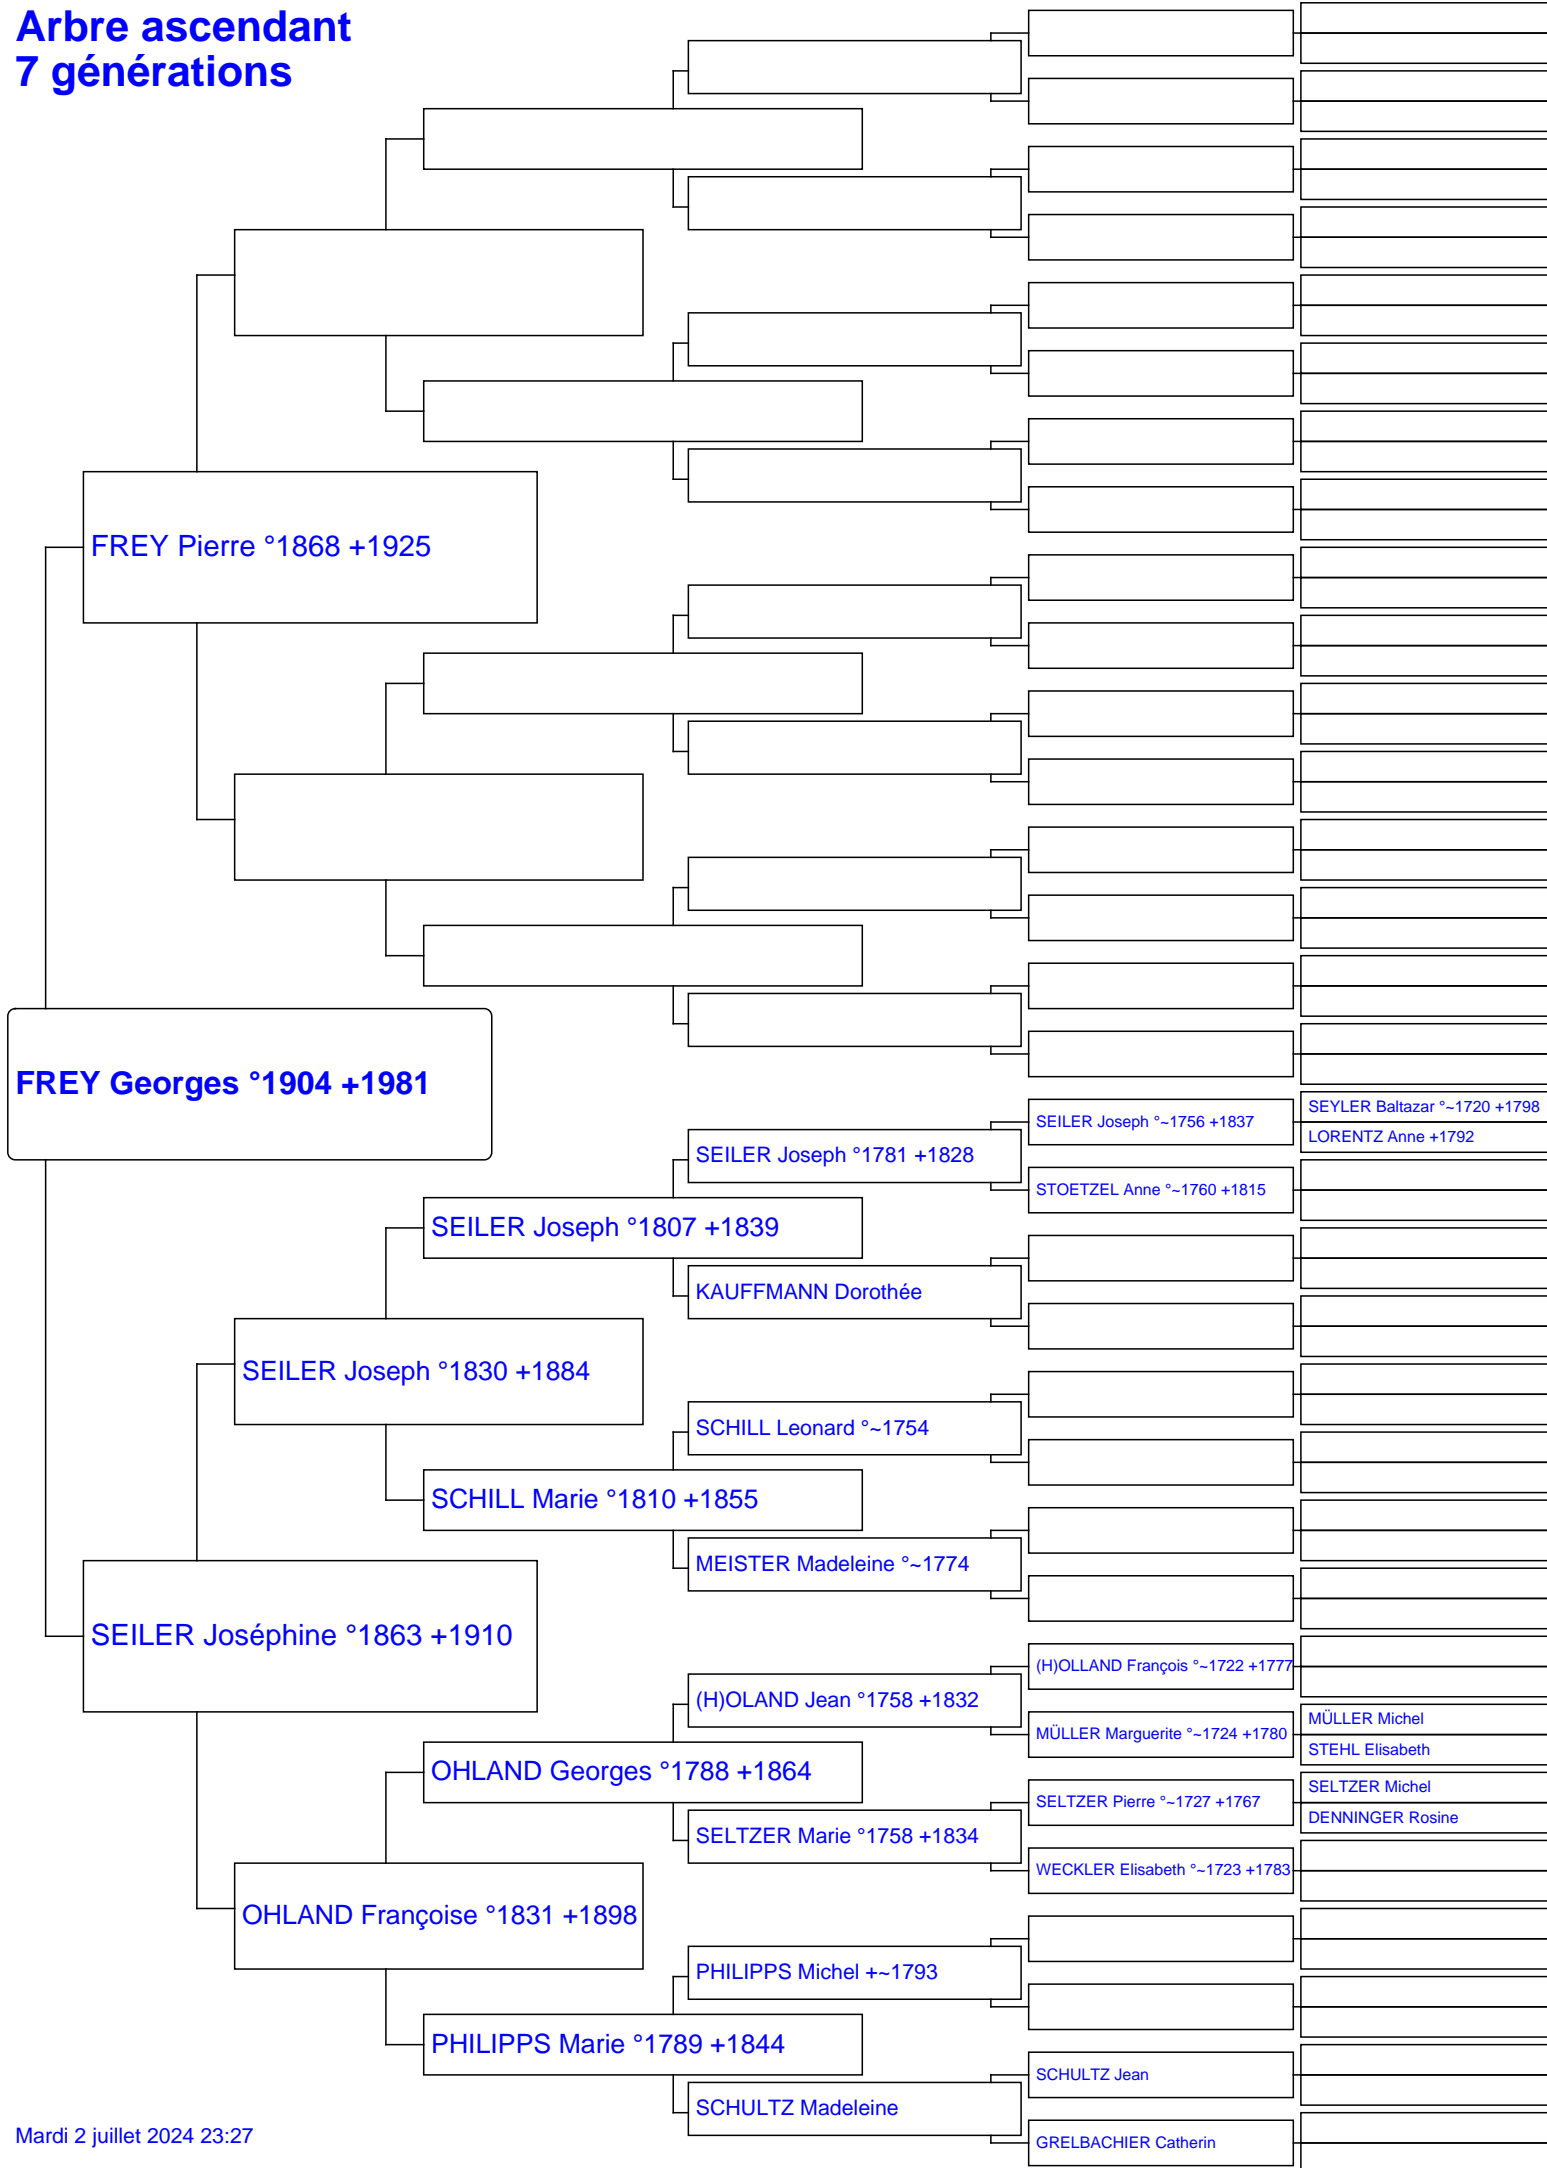 Arbre ascendant
7 générations
FREY Pierre °1868 +1925
FREY Georges °1904 +1981
SEYLER Baltazar °~1720 +1798
SEILER Joseph °~1756 +1837
LORENTZ Anne +1792
SEILER Joseph °1781 +1828
STOETZEL Anne °~1760 +1815
SEILER Joseph °1807 +1839
KAUFFMANN Dorothée
SEILER Joseph °1830 +1884
SCHILL Leonard °~1754
SCHILL Marie °1810 +1855
MEISTER Madeleine °~1774
SEILER Joséphine °1863 +1910
(H)OLLAND François °~1722 +1777
(H)OLAND Jean °1758 +1832
MÜLLER Michel
MÜLLER Marguerite °~1724 +1780
STEHL Elisabeth
OHLAND Georges °1788 +1864
SELTZER Michel
SELTZER Pierre °~1727 +1767
DENNINGER Rosine
SELTZER Marie °1758 +1834
WECKLER Elisabeth °~1723 +1783
OHLAND Françoise °1831 +1898
PHILIPPS Michel +~1793
PHILIPPS Marie °1789 +1844
SCHULTZ Jean
SCHULTZ Madeleine
GRELBACHIER Catherin
Mardi 2 juillet 2024 23:27